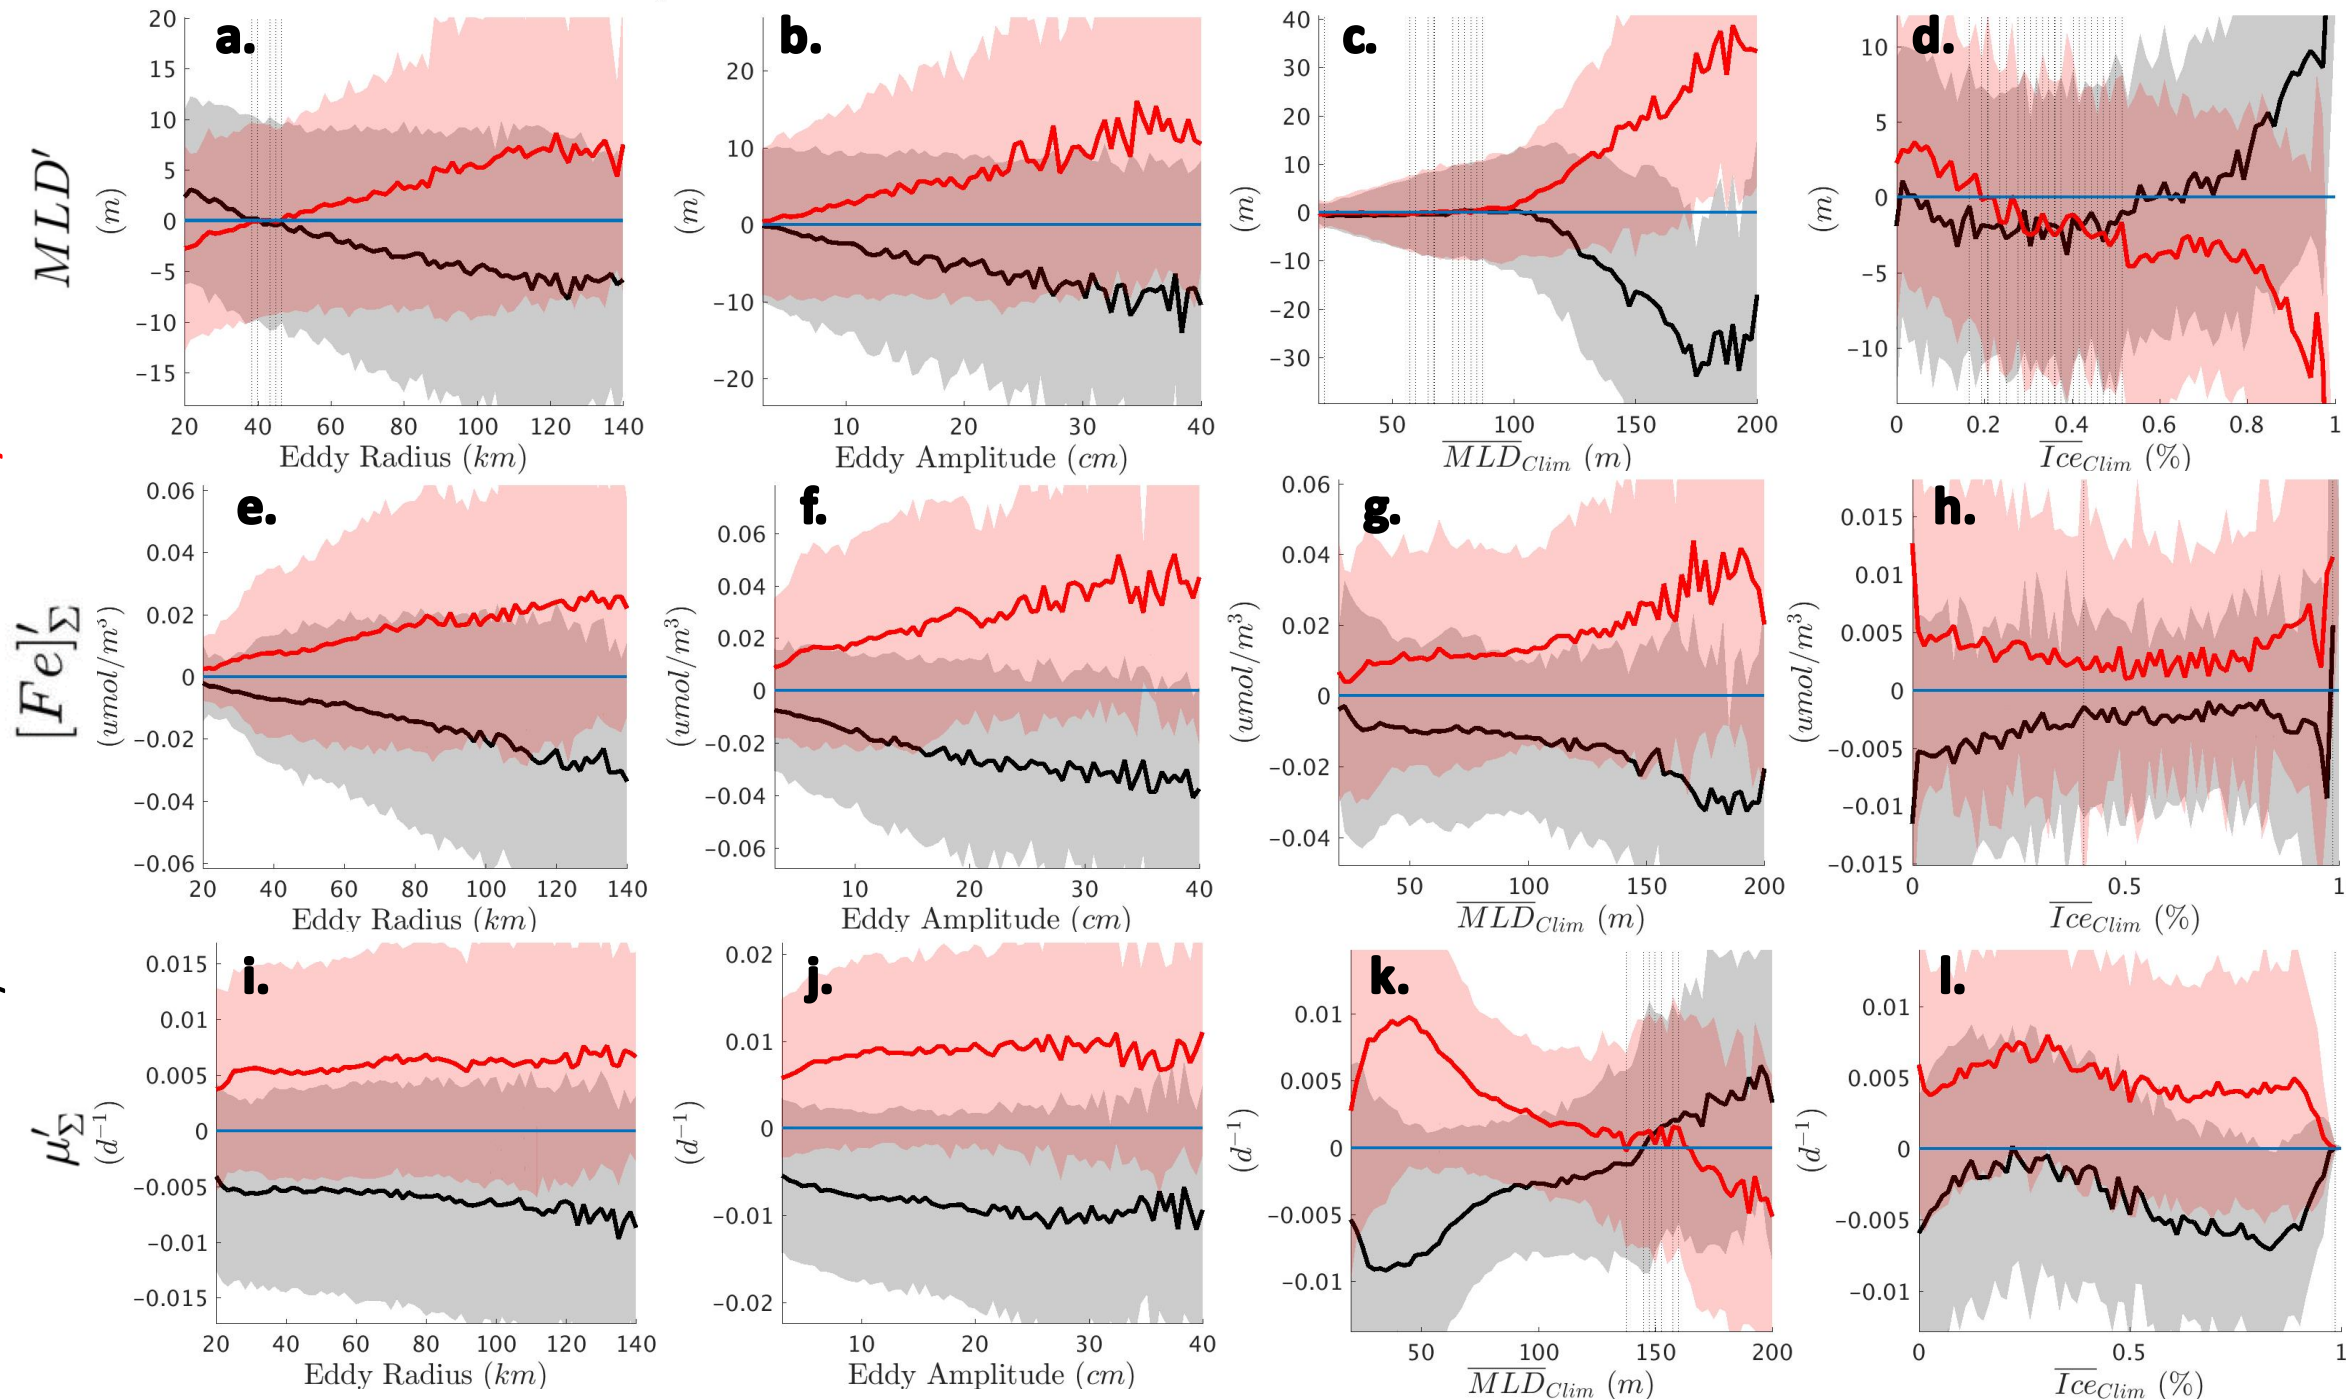 a.
MLD′
(m)
20
15
10
5
0
−5
−10
−15
20 40 60 80 100 120 140
Eddy Radius (km)
b.
(m)
20
10
0
−10
−20
10 20 30 40
Eddy Amplitude (cm)
c.
(m)
40
30
20
10
0
−10
−20
−30
50 100 150 200
MLD_Clim (m)
d.
(m)
10
5
0
−5
−10
0 0.2 0.4 0.6 0.8 1
Ice_Clim (%)
e.
[Fe]′_Σ
(umol/m³)
0.06
0.04
0.02
0
−0.02
−0.04
−0.06
20 40 60 80 100 120 140
Eddy Radius (km)
f.
(umol/m³)
0.06
0.04
0.02
0
−0.02
−0.04
−0.06
10 20 30 40
Eddy Amplitude (cm)
g.
(umol/m³)
0.06
0.04
0.02
0
−0.02
−0.04
50 100 150 200
MLD_Clim (m)
h.
(umol/m³)
0.015
0.01
0.005
0
−0.005
−0.01
−0.015
0 0.5 1
Ice_Clim (%)
i.
μ′_Σ
(d⁻¹)
0.015
0.01
0.005
0
−0.005
−0.01
−0.015
20 40 60 80 100 120 140
Eddy Radius (km)
j.
(d⁻¹)
0.02
0.01
0
−0.01
−0.02
10 20 30 40
Eddy Amplitude (cm)
k.
(d⁻¹)
0.01
0.005
0
−0.005
−0.01
50 100 150 200
MLD_Clim (m)
l.
(d⁻¹)
0.01
0.005
0
−0.005
−0.01
0 0.5 1
Ice_Clim (%)